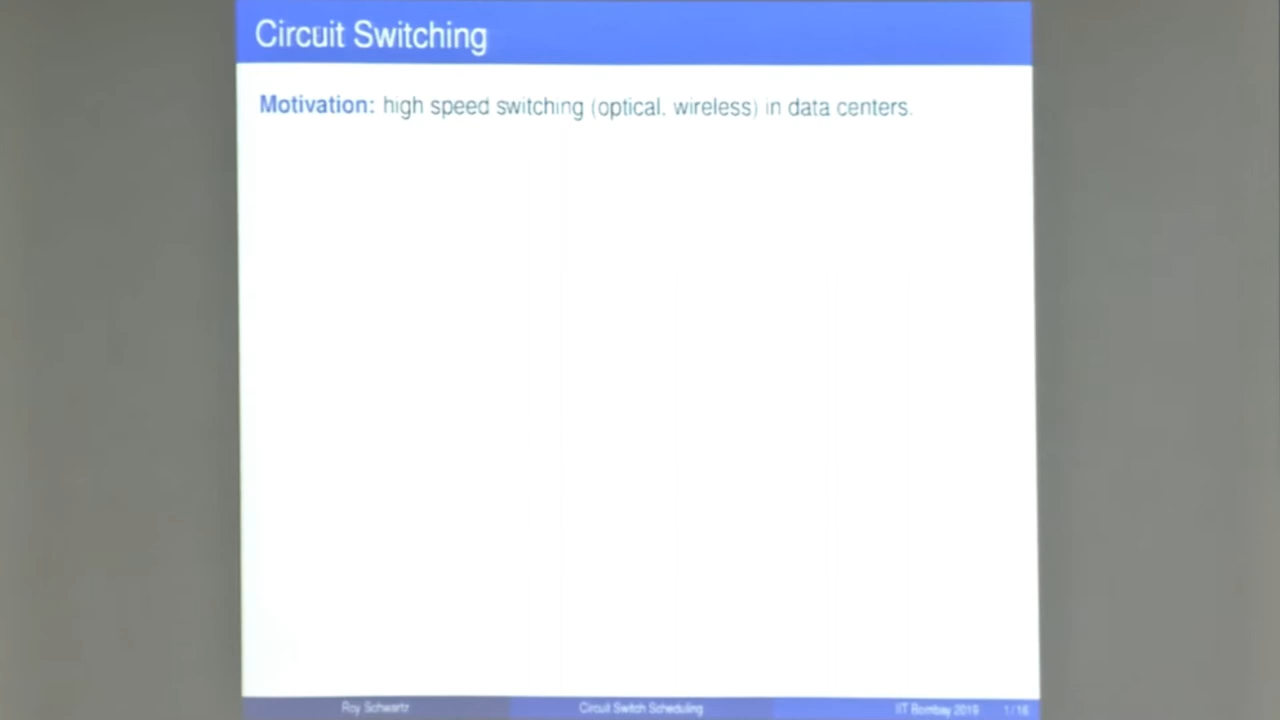 Circuit Switching
Motivation: high speed switching (optical, wireless) in data centers.
Roy Schwartz
Circuit Switch Scheduling
IIT Bombay 2019
1 / 16